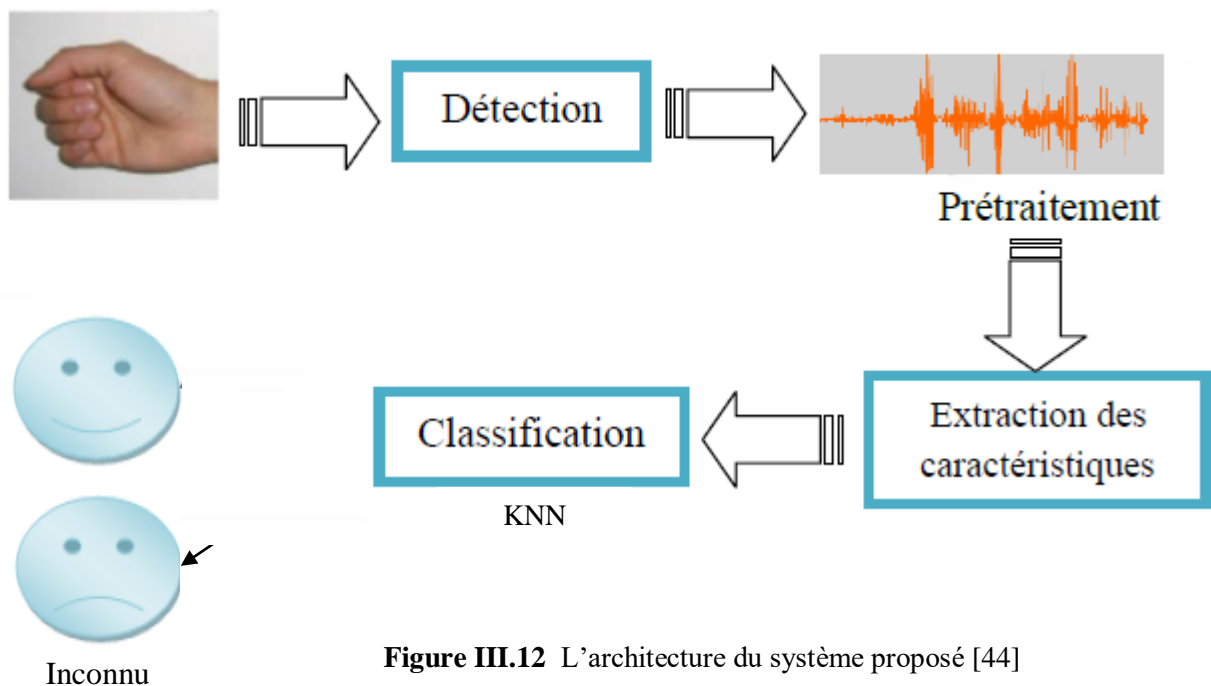 Détection
Prétraitement
Extraction des
caractéristiques
Classification
KNN
Inconnu
Figure III.12 L’architecture du système proposé [44]